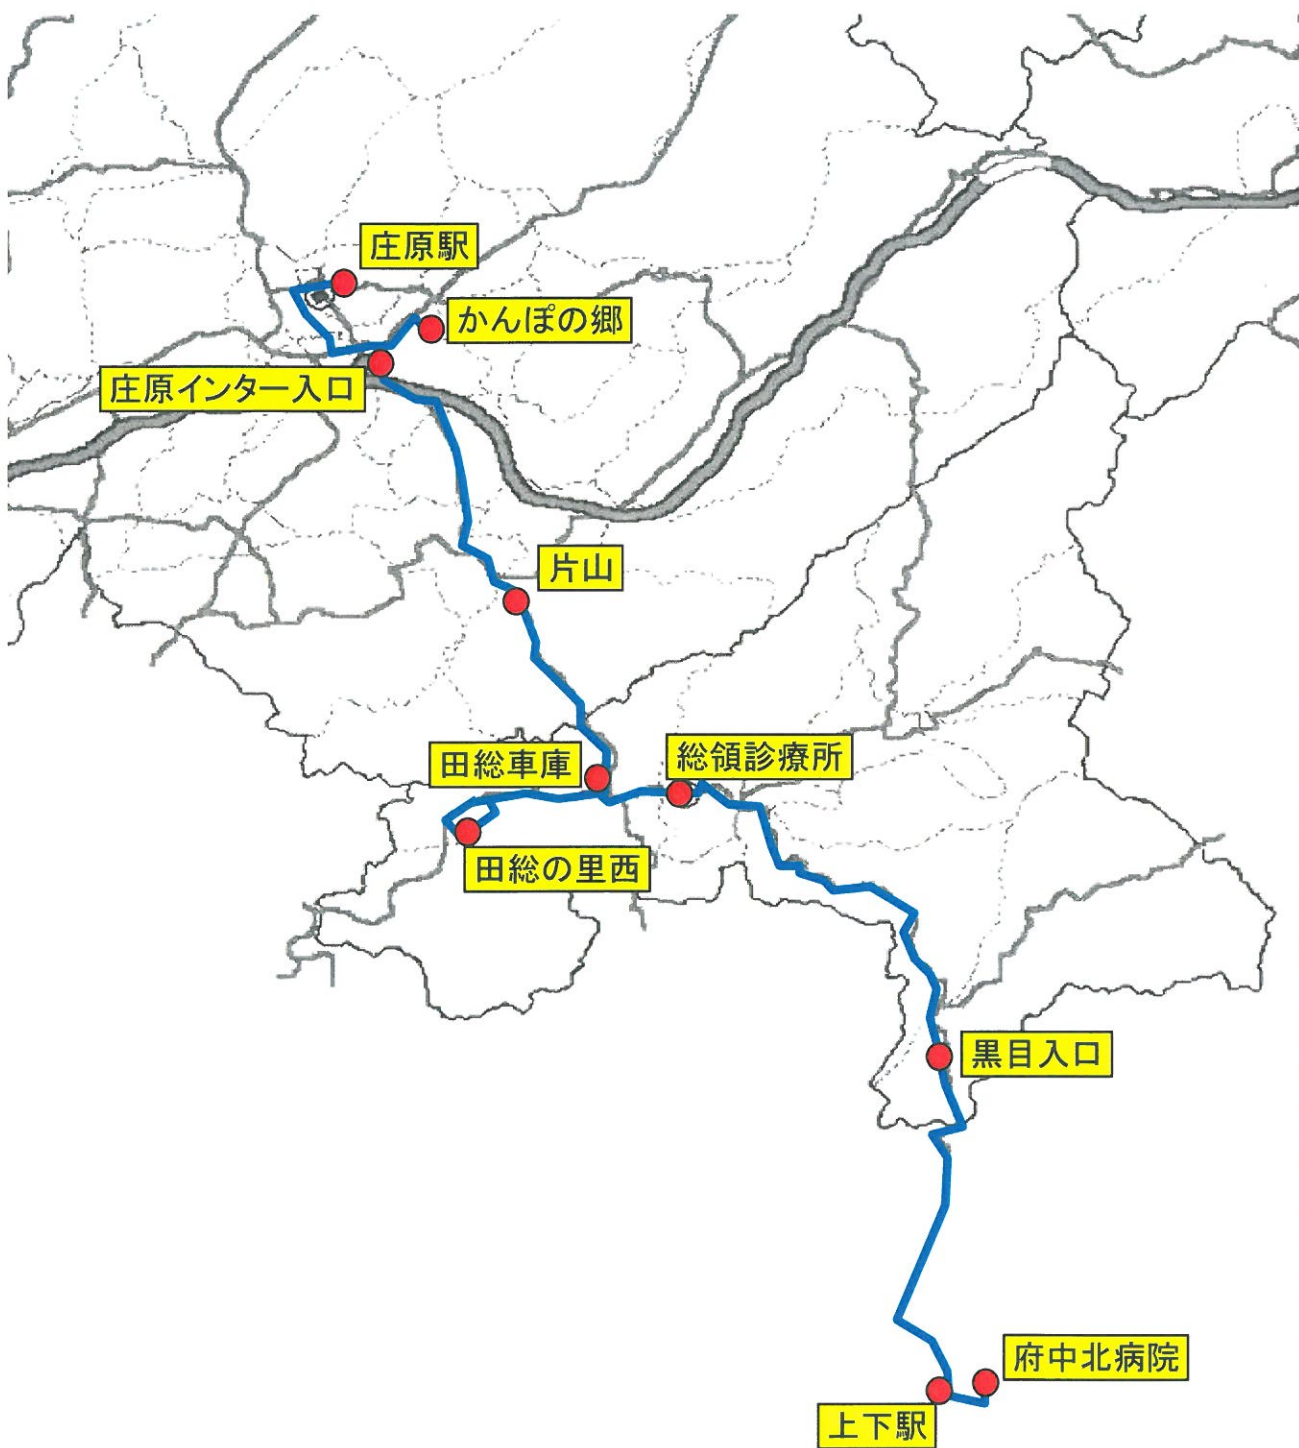 庄原駅
かんぽの郷
庄原インター入口
片山
総領診療所
田総車庫
田総の里西
黒目入口
府中北病院
上下駅